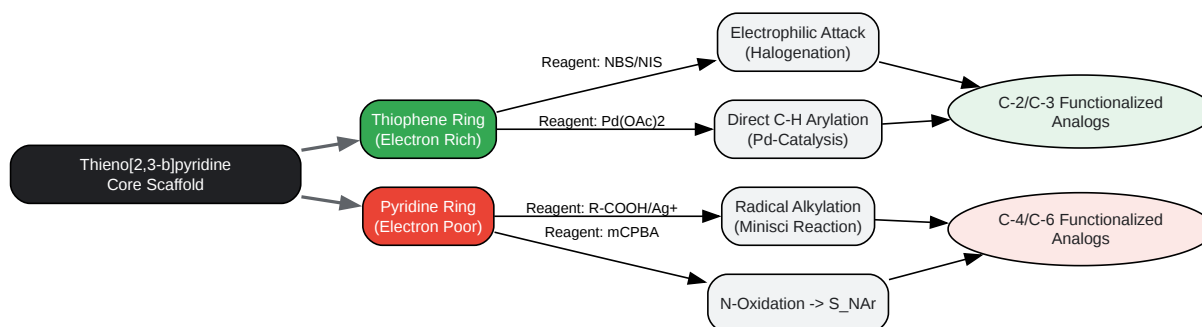 Thieno[2,3-b]pyridine
Core Scaffold
Thiophene Ring
(Electron Rich)
Pyridine Ring
(Electron Poor)
Reagent: NBS/NIS
Reagent: Pd(OAc)2
Reagent: R-COOH/Ag+
Reagent: mCPBA
Electrophilic Attack
(Halogenation)
Direct C-H Arylation
(Pd-Catalysis)
Radical Alkylation
(Minisci Reaction)
N-Oxidation -> S_NAr
C-2/C-3 Functionalized
Analogs
C-4/C-6 Functionalized
Analogs